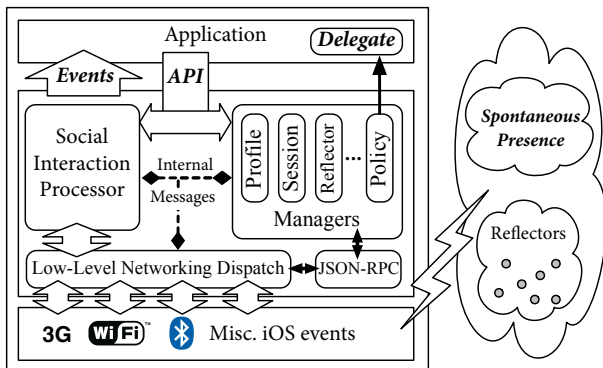 Application
Delegate
Events
API
Social
Interaction
Processor
Internal
Messages
Profile
Session
Reflector
...
Policy
Managers
Low-Level Networking Dispatch
JSON-RPC
3G
WiFi™
Misc. iOS events
Spontaneous
Presence
Reflectors